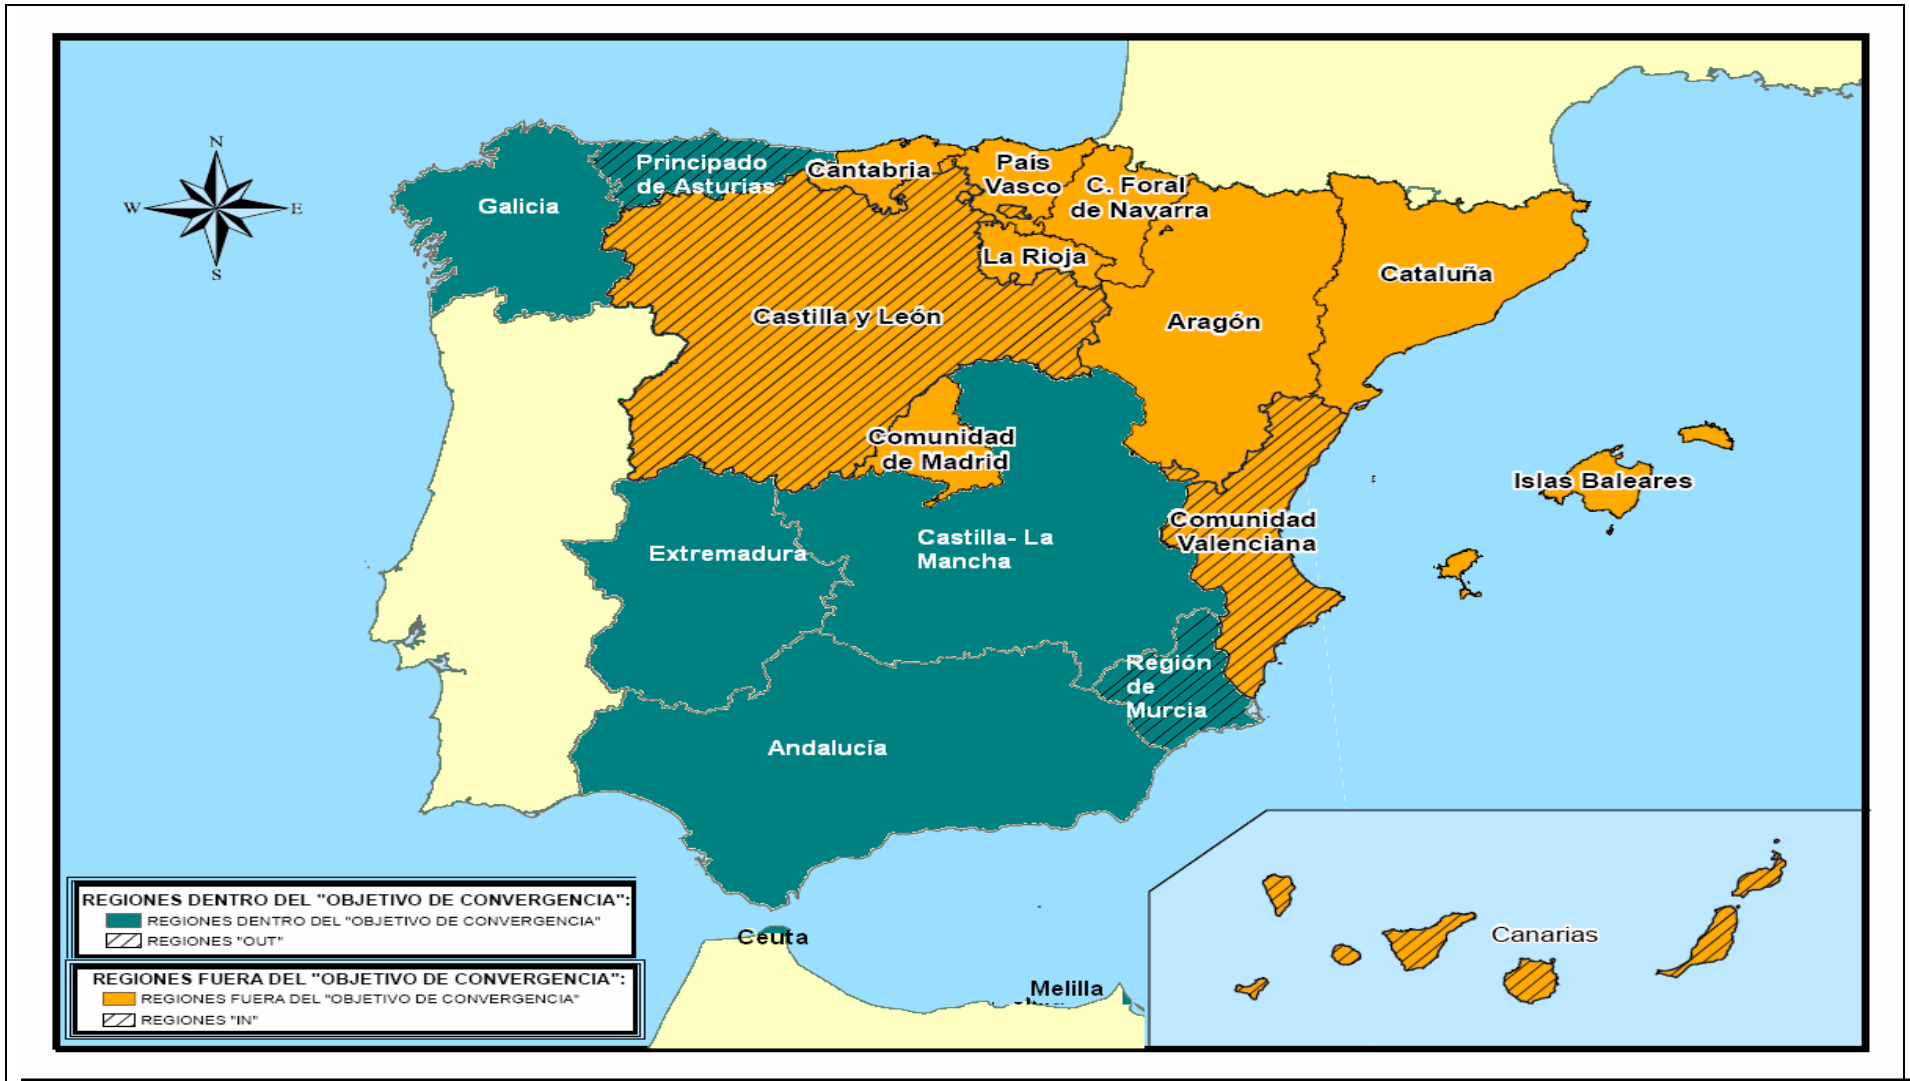 N
W
E
S
Galicia
Principado
de Asturias
Cantabria
País
Vasco
C. Foral
de Navarra
La Rioja
Cataluña
Aragón
Castilla y León
Comunidad
de Madrid
Islas Baleares
Comunidad
Valenciana
Castilla- La
Mancha
Extremadura
Región
de
Murcia
Andalucía
Ceuta
Melilla
Canarias
REGIONES DENTRO DEL "OBJETIVO DE CONVERGENCIA":
REGIONES DENTRO DEL "OBJETIVO DE CONVERGENCIA"
REGIONES "OUT"
REGIONES FUERA DEL "OBJETIVO DE CONVERGENCIA":
REGIONES FUERA DEL "OBJETIVO DE CONVERGENCIA"
REGIONES "IN"